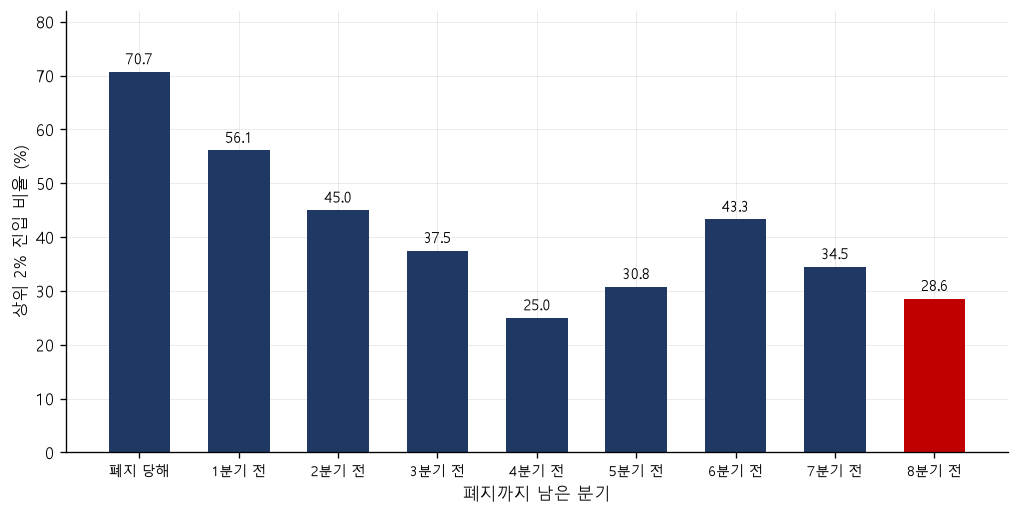 상위 2% 진입 비율 (%)
80
70
60
50
40
30
20
10
0
70.7
56.1
45.0
37.5
25.0
30.8
43.3
34.5
28.6
폐지 당해
1분기 전
2분기 전
3분기 전
4분기 전
5분기 전
6분기 전
7분기 전
8분기 전
폐지까지 남은 분기